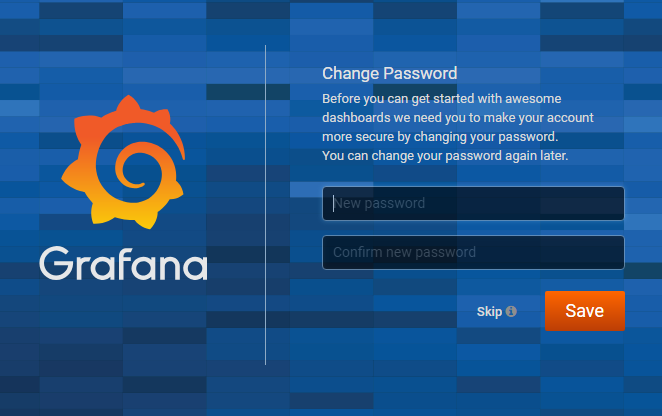 Grafana
Change Password
Before you can get started with awesome
dashboards we need you to make your account
more secure by changing your password.
You can change your password again later.
New password
Confirm new password
Skip
Save